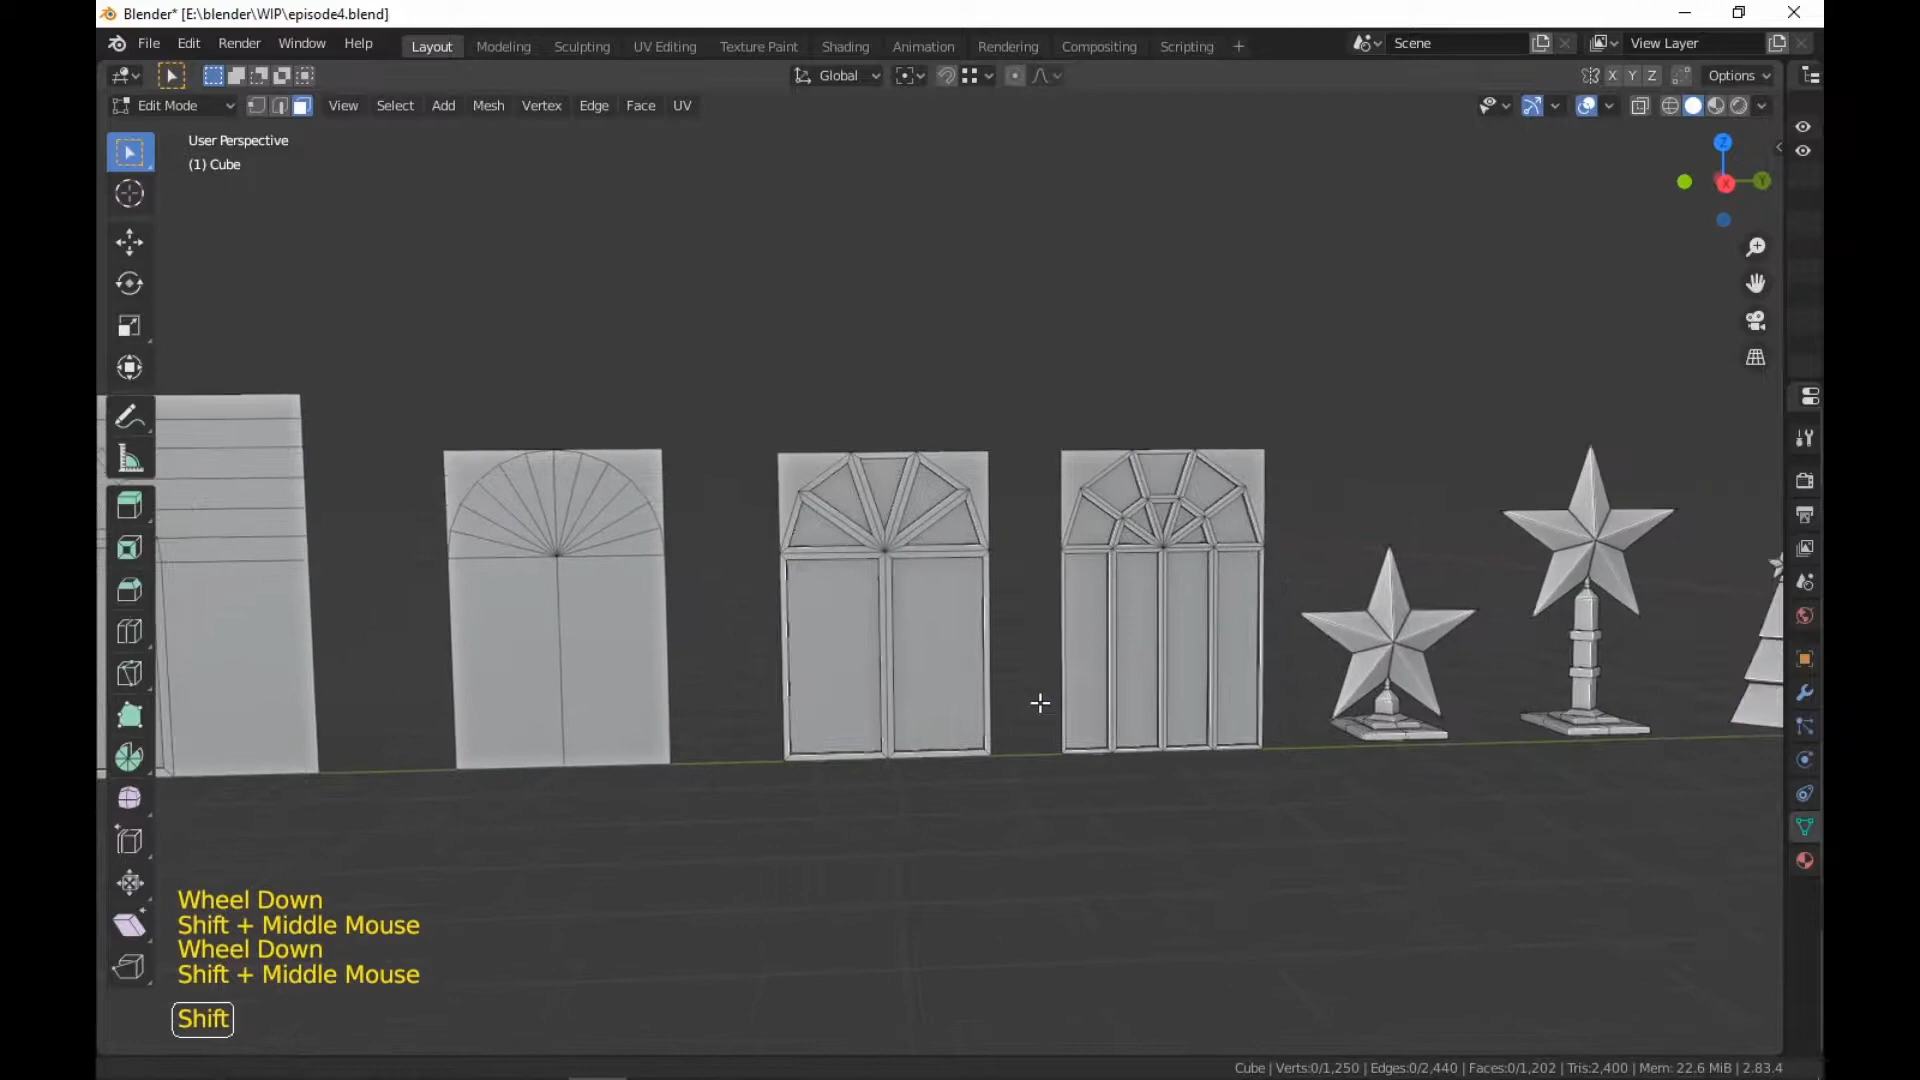 Blender* [E:\blender\WIP\episode4.blend]
File Edit Render Window Help Layout Modeling Sculpting UV Editing Texture Paint Shading Animation Rendering Compositing Scripting + Scene View Layer
Global X Y Z Options
Edit Mode View Select Add Mesh Vertex Edge Face UV
User Perspective
(1) Cube
Z
X
Y
Wheel Down
Shift + Middle Mouse
Wheel Down
Shift + Middle Mouse
Shift
Cube | Verts:0/1,250 | Edges:0/2,440 | Faces:0/1,202 | Tris:2,400 | Mem: 22.6 MiB | 2.83.4